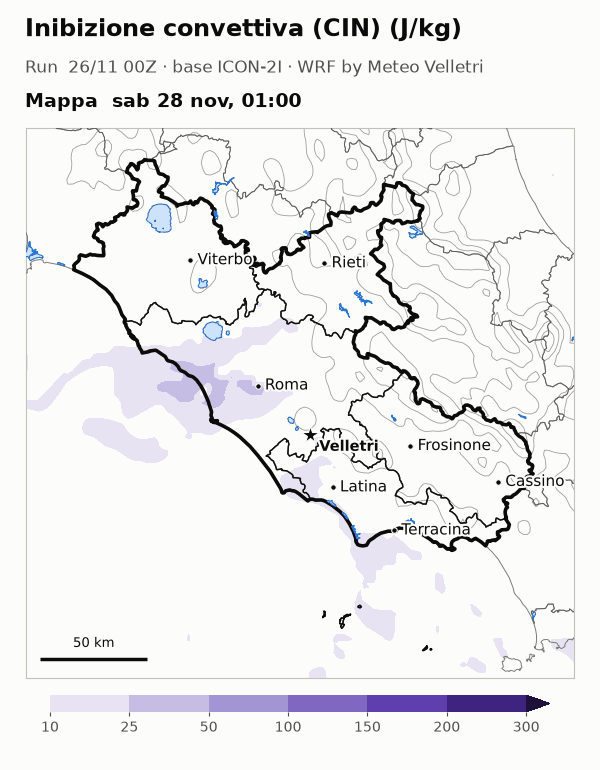 Inibizione convettiva (CIN) (J/kg)
Run  26/11 00Z · base ICON-2I · WRF by Meteo Velletri
Mappa  sab 28 nov, 01:00
Viterbo
Rieti
Roma
Velletri
Frosinone
Cassino
Latina
Terracina
50 km
10 25 50 100 150 200 300